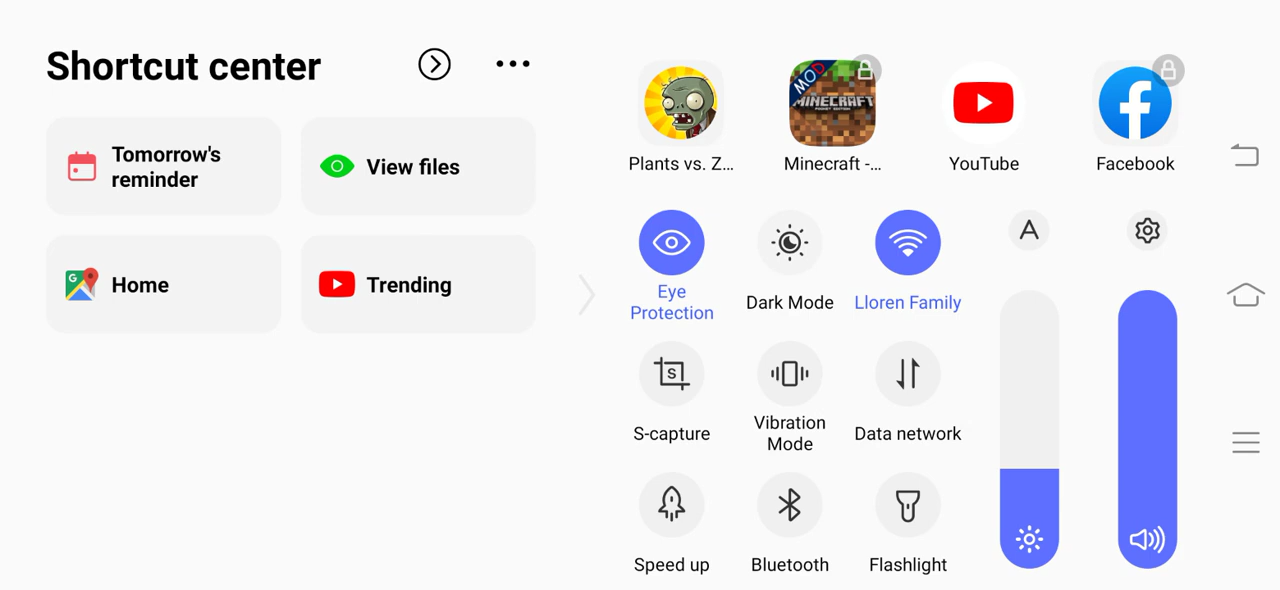 Shortcut center
Tomorrow's
reminder
View files
Home
Trending
MOD
MINECRAFT
Plants vs. Z...
Minecraft -...
YouTube
Facebook
Eye
Protection
Dark Mode
Lloren Family
A
S
S-capture
Vibration
Mode
Data network
Speed up
Bluetooth
Flashlight